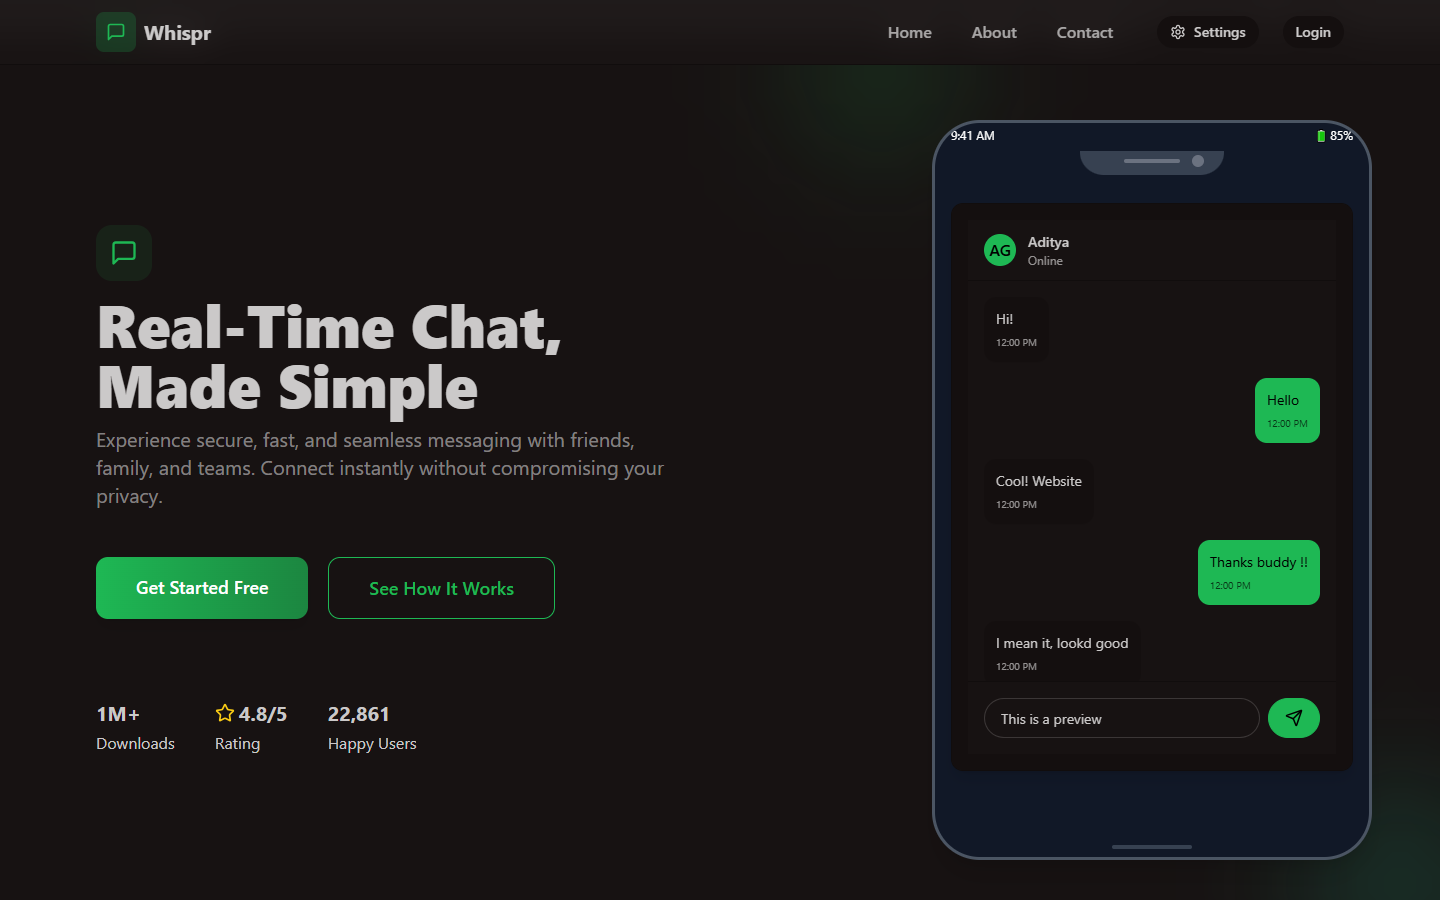 Whispr
Home
About
Contact
Settings
Login
Real-Time Chat,
Made Simple
Experience secure, fast, and seamless messaging with friends,
family, and teams. Connect instantly without compromising your
privacy.
Get Started Free
See How It Works
1M+
Downloads
4.8/5
Rating
22,861
Happy Users
9:41 AM
85%
AG
Aditya
Online
Hi!
12:00 PM
Hello
12:00 PM
Cool! Website
12:00 PM
Thanks buddy !!
12:00 PM
I mean it, lookd good
12:00 PM
This is a preview